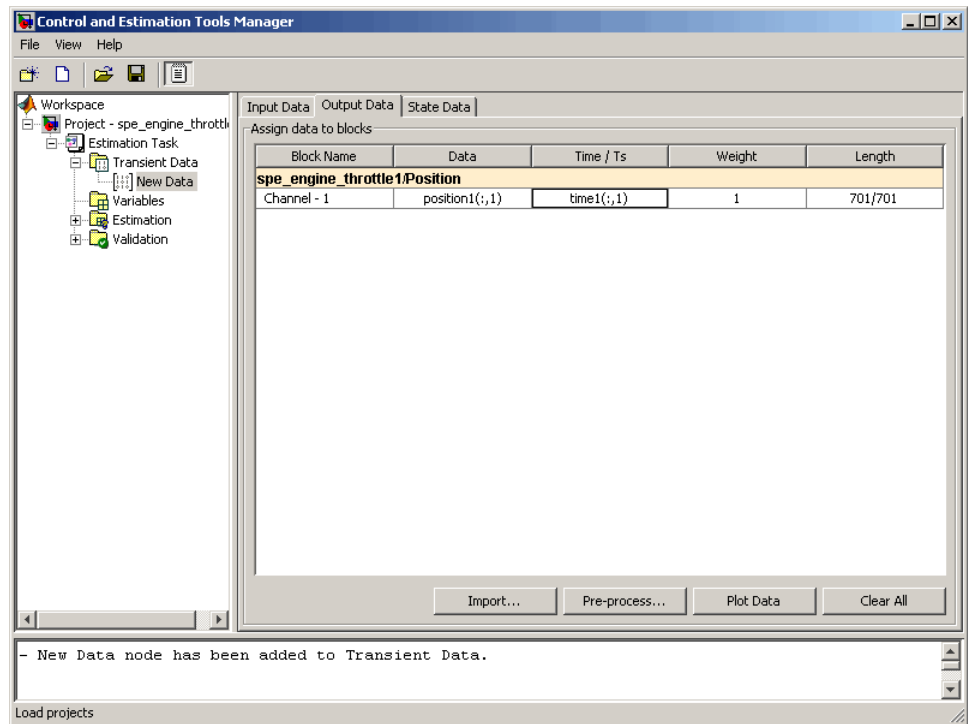 Control and Estimation Tools Manager
File View Help
Workspace
Project - spe_engine_throttl
Estimation Task
Transient Data
New Data
Variables
Estimation
Validation
Input Data Output Data State Data
Assign data to blocks
Block Name Data Time / Ts Weight Length
spe_engine_throttle1/Position
Channel - 1 position1(:,1) time1(:,1) 1 701/701
Import... Pre-process... Plot Data Clear All
- New Data node has been added to Transient Data.
Load projects